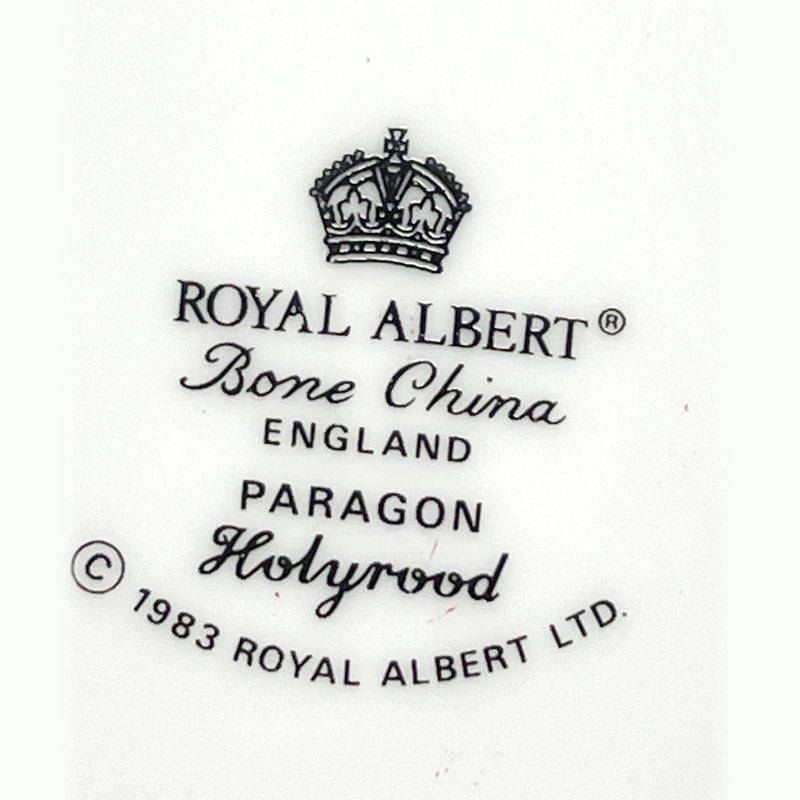 ROYAL ALBERT®
Bone China
ENGLAND
PARAGON
Holyrood
© 1983 ROYAL ALBERT LTD.